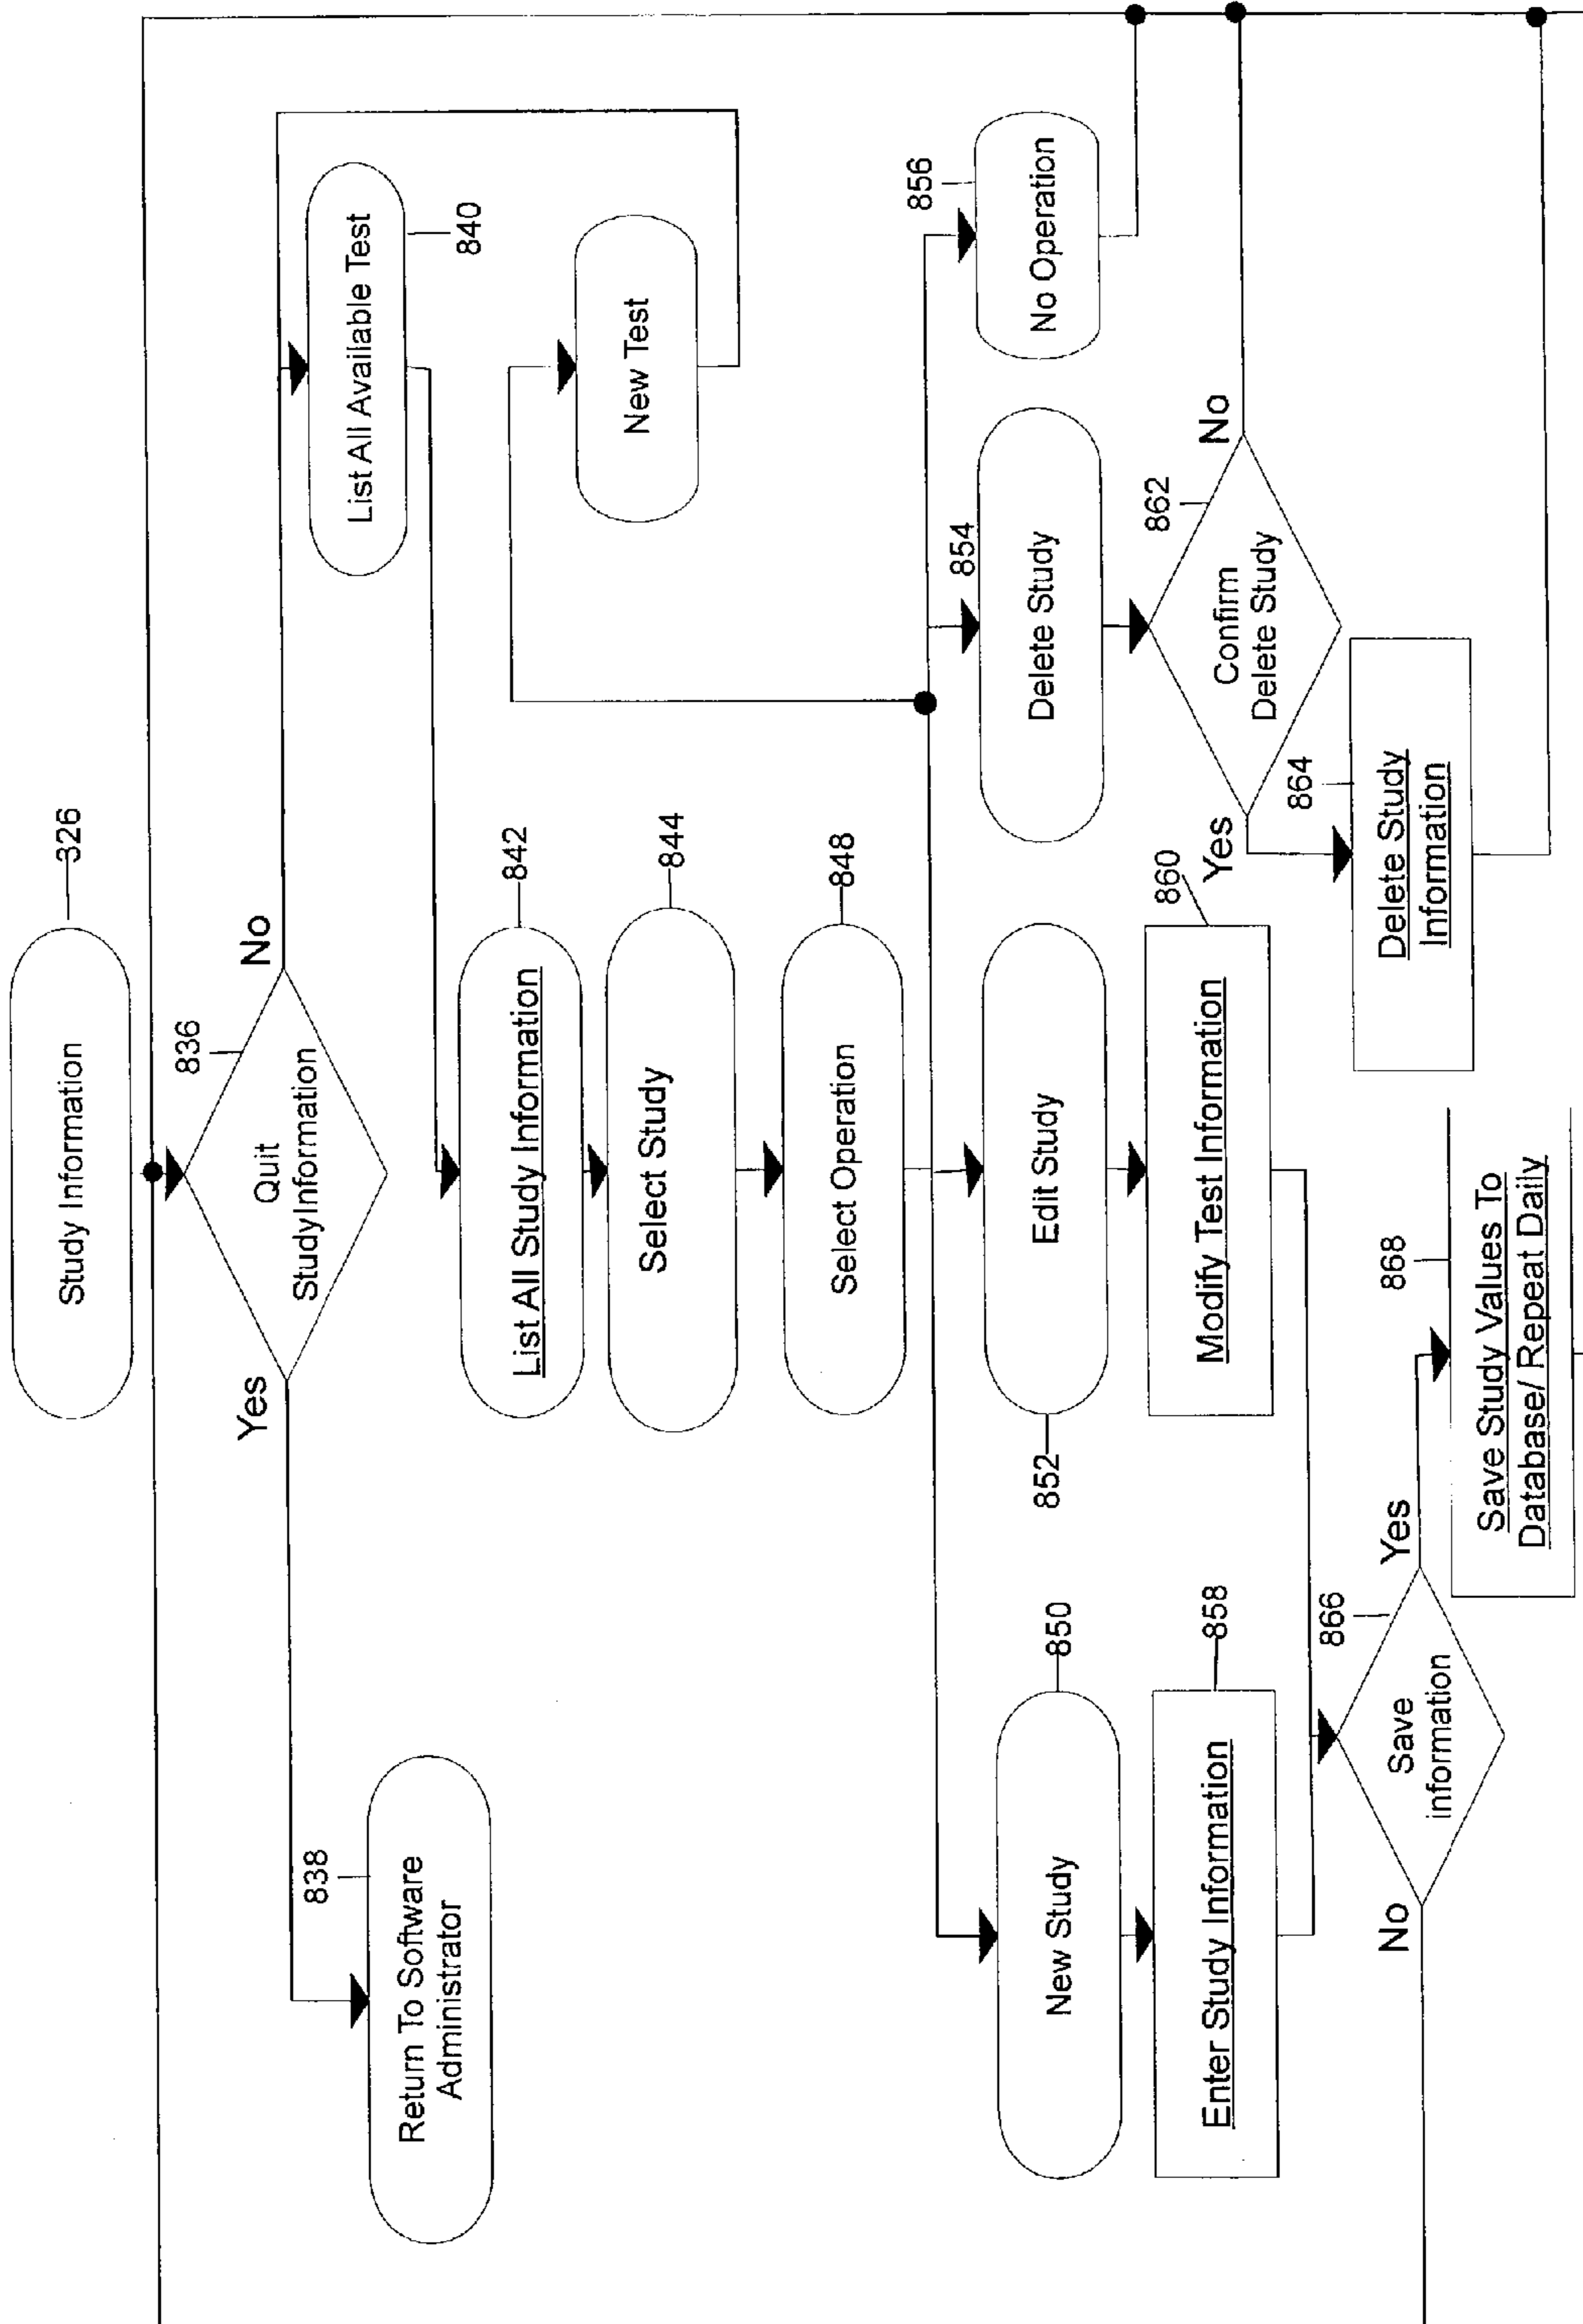 Study Information
326
836
Quit
StudyInformation
Yes
No
838
Return To Software
Administrator
List All Available Test
840
List All Study Information
842
Select Study
844
New Test
Select Operation
848
New Study
850
Edit Study
852
Delete Study
854
No Operation
856
Enter Study Information
858
Modify Test Information
860
Confirm
Delete Study
862
Yes
No
Delete Study
Information
864
Save
information
866
No
Yes
Save Study Values To
Database/ Repeat Daily
868